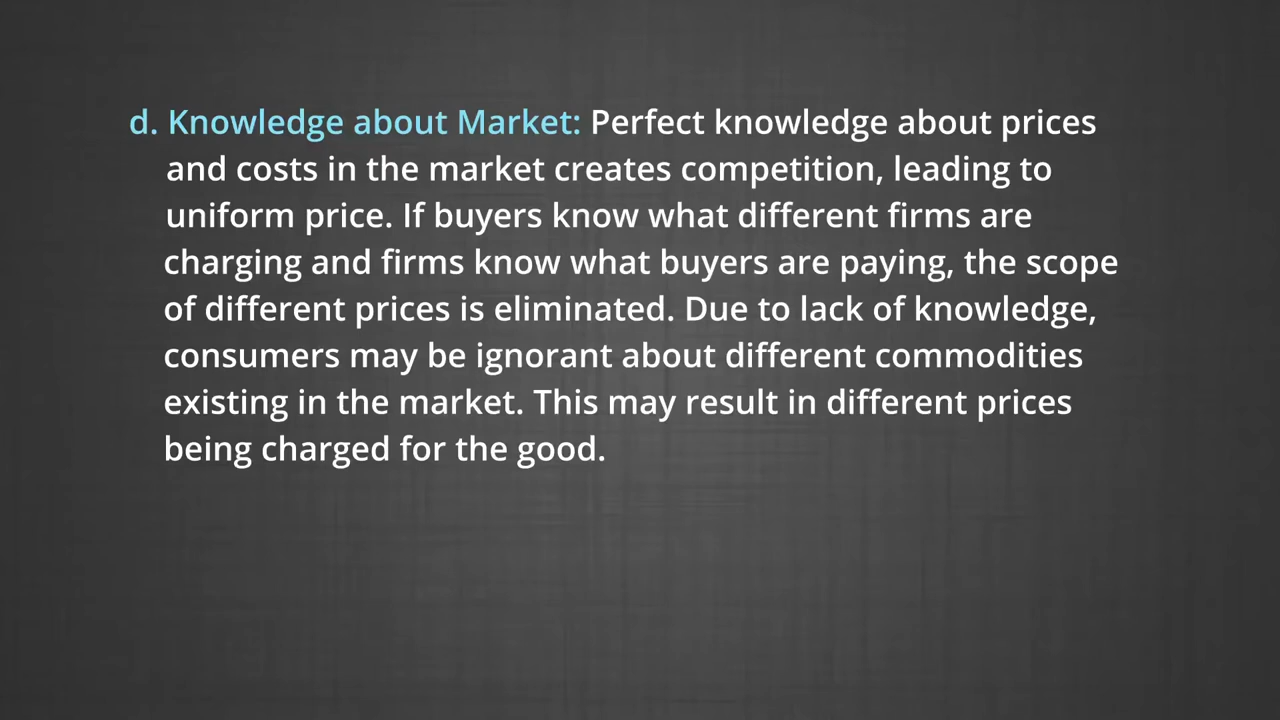 d. Knowledge about Market: Perfect knowledge about prices
and costs in the market creates competition, leading to
uniform price. If buyers know what different firms are
charging and firms know what buyers are paying, the scope
of different prices is eliminated. Due to lack of knowledge,
consumers may be ignorant about different commodities
existing in the market. This may result in different prices
being charged for the good.